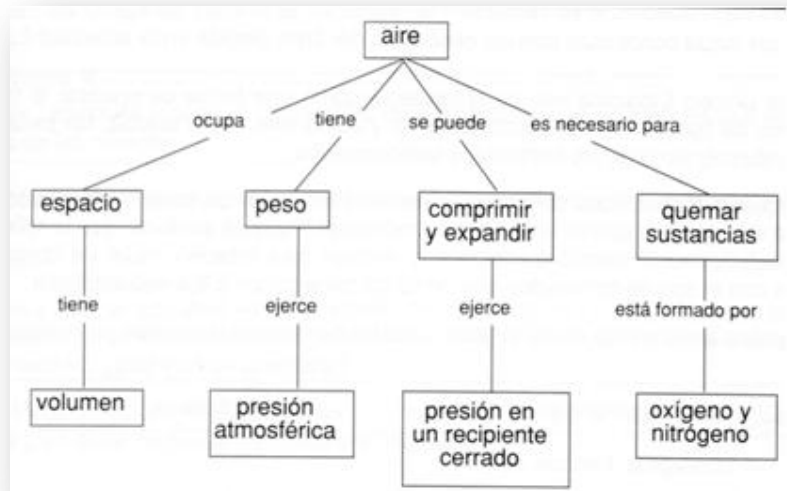 aire
ocupa
tiene
se puede
es necesario para
espacio
peso
comprimir
y expandir
quemar
sustancias
tiene
ejerce
ejerce
está formado por
volumen
presión
atmosférica
presión en
un recipiente
cerrado
oxígeno y
nitrógeno